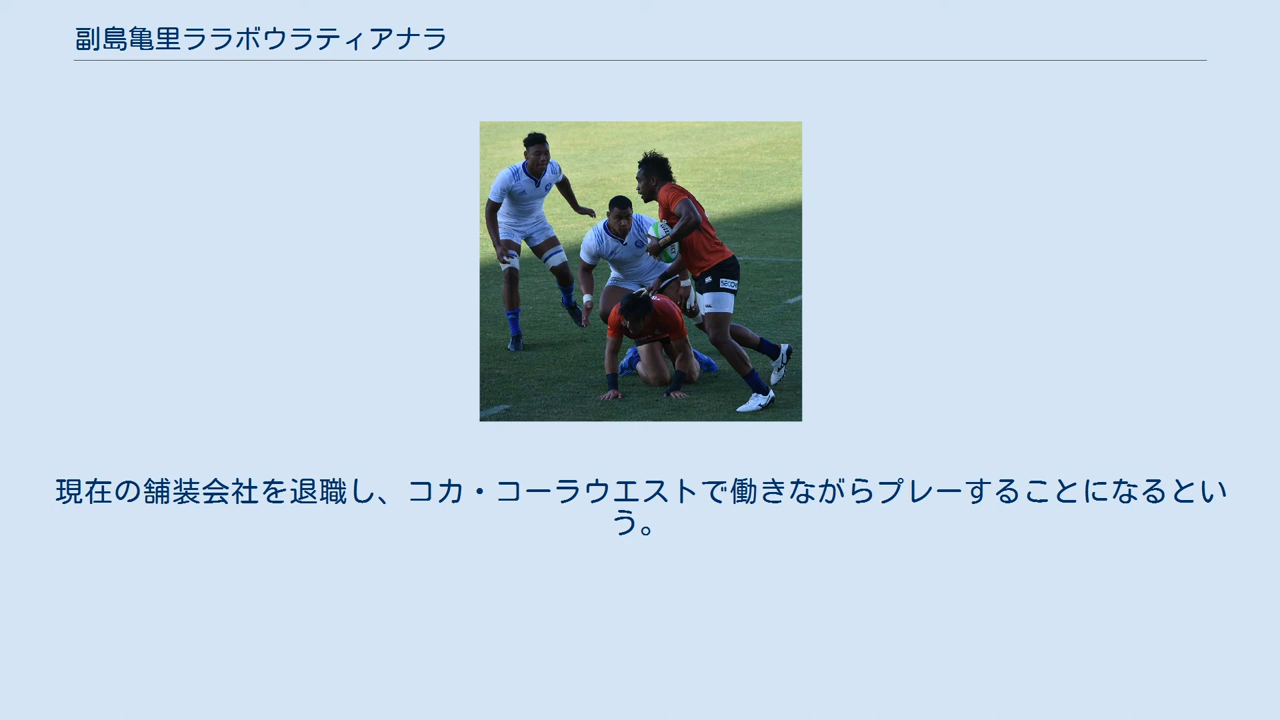 副島亀里ララボウラティアナラ
現在の舗装会社を退職し、コカ・コーラウエストで働きながらプレーすることになるとい
う。